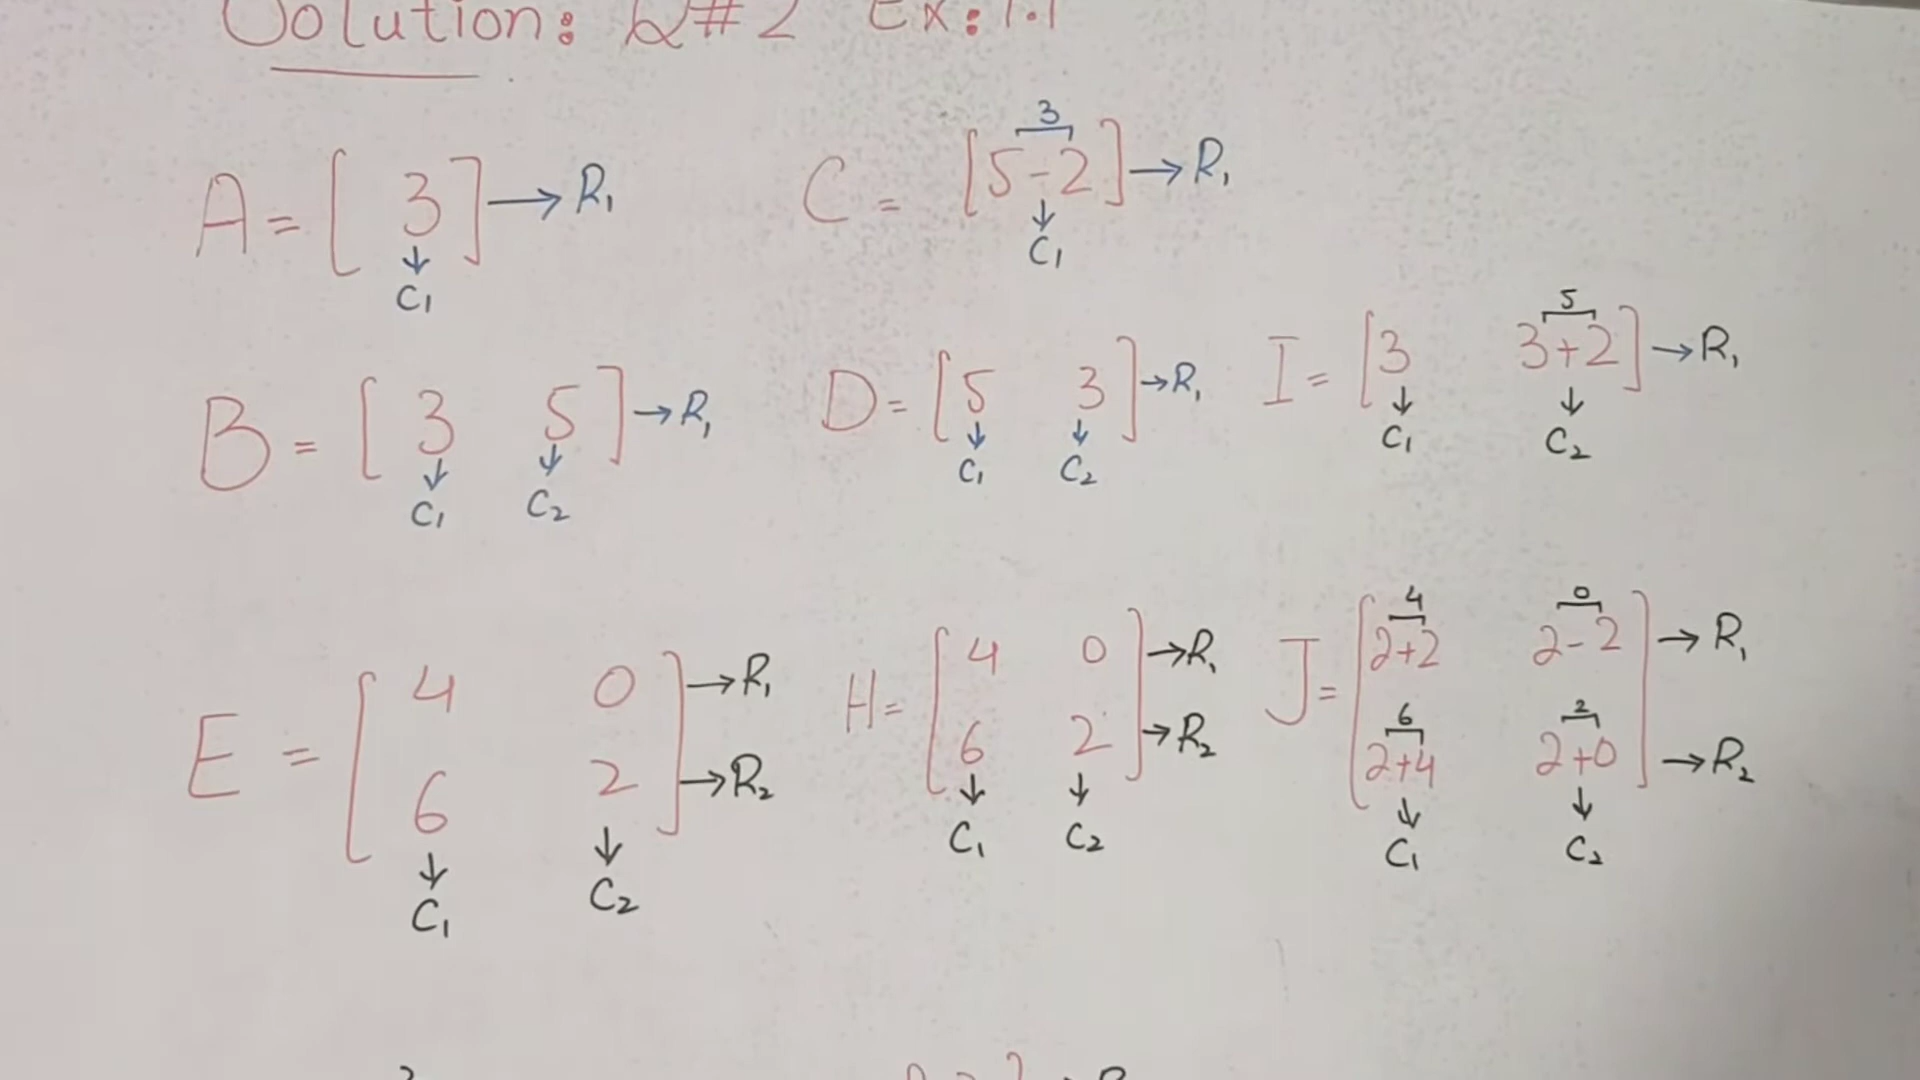 Solution: Q#2 Ex:1.1
A = [ 3 ] → R₁
↓
C₁
3
C = [ 5-2 ] → R₁
↓
C₁
B = [ 3 5 ] → R₁
↓ ↓
C₁ C₂
D = [ 5 3 ] → R₁
↓ ↓
C₁ C₂
5
I = [ 3 3+2 ] → R₁
↓ ↓
C₁ C₂
E = [ 4 0 ] → R₁
6 2 → R₂
↓ ↓
C₁ C₂
H = [ 4 0 ] → R₁
6 2 → R₂
↓ ↓
C₁ C₂
4 0
J = [ 2+2 2-2 ] → R₁
6 2
2+4 2+0 → R₂
↓ ↓
C₁ C₂